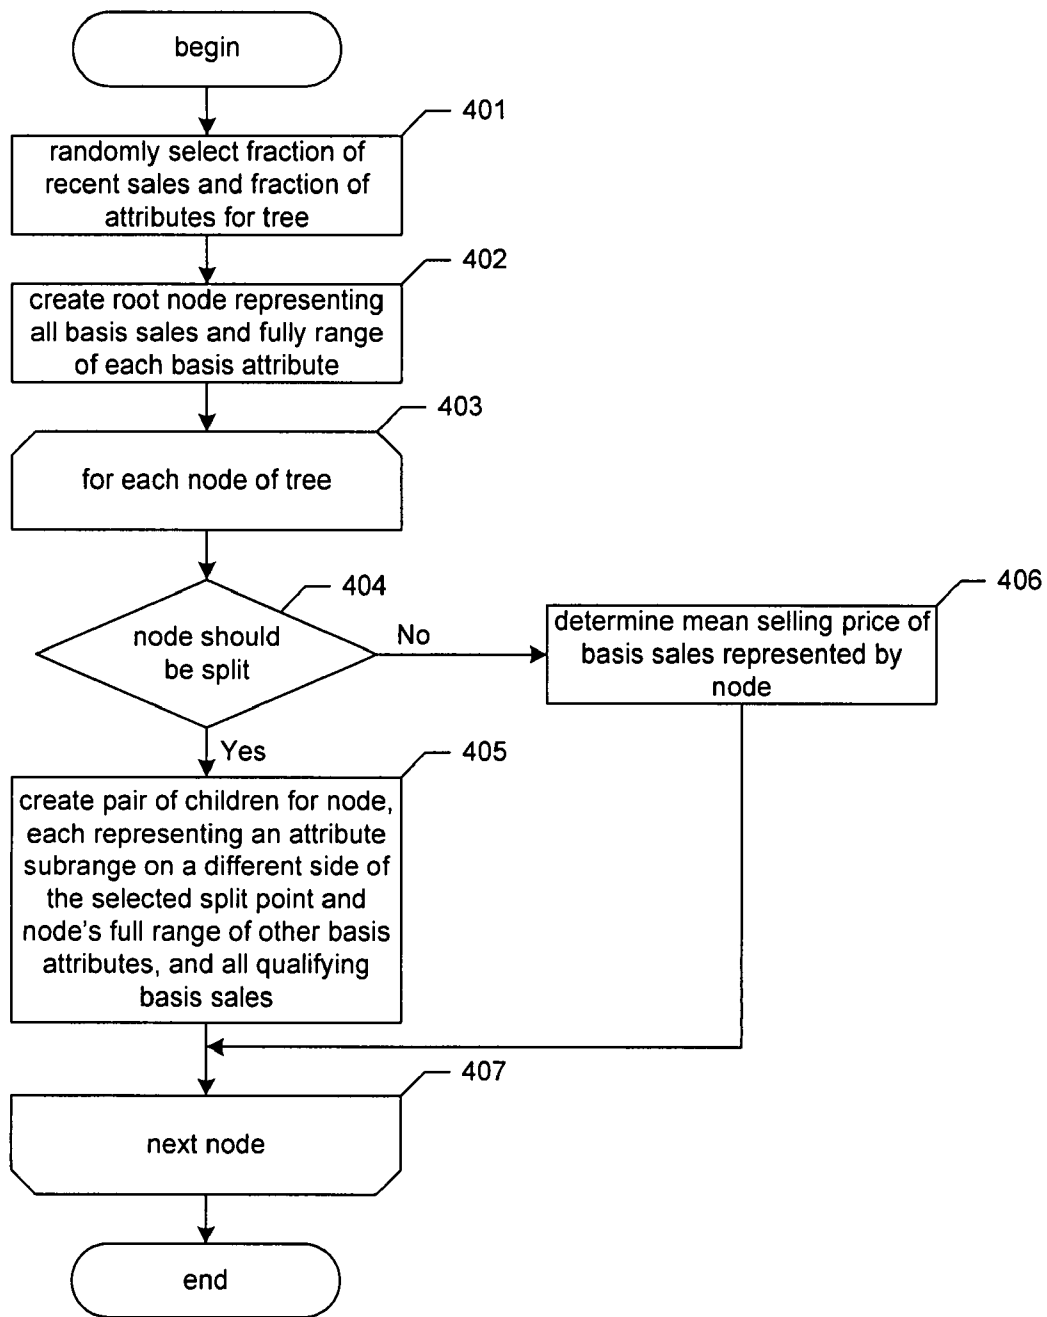 begin
401
randomly select fraction of
recent sales and fraction of
attributes for tree
402
create root node representing
all basis sales and fully range
of each basis attribute
403
for each node of tree
404
node should
be split
No
406
determine mean selling price of
basis sales represented by
node
Yes
405
create pair of children for node,
each representing an attribute
subrange on a different side of
the selected split point and
node's full range of other basis
attributes, and all qualifying
basis sales
407
next node
end